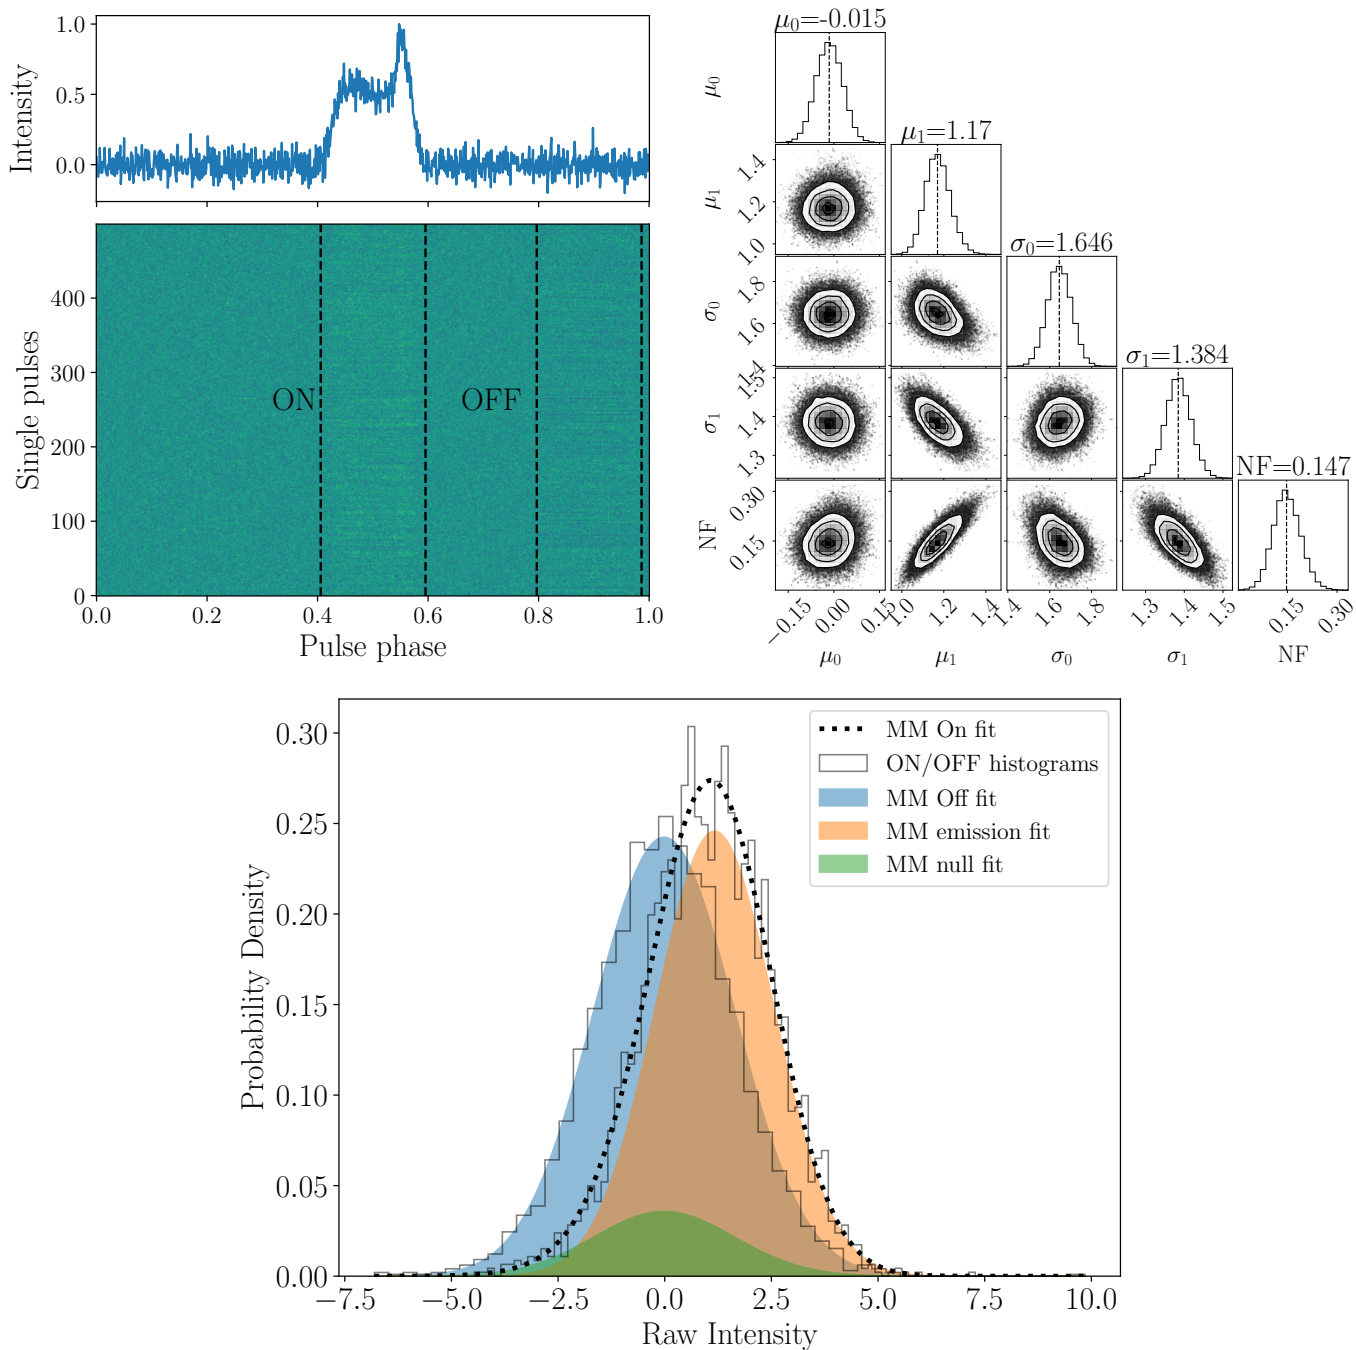 Intensity
1.0
0.5
0.0
Single pulses
400
300
200
100
0
ON
OFF
0.0 0.2 0.4 0.6 0.8 1.0
Pulse phase
μ₀=-0.015
μ₀
μ₁=1.17
μ₁
1.4
1.2
1.0
σ₀=1.646
σ₀
1.8
1.6
1.4
σ₁=1.384
σ₁
1.5
1.4
1.3
NF=0.147
NF
0.30
0.15
−0.15 0.00 0.15 1.0 1.2 1.4 1.4 1.6 1.8 1.3 1.4 1.5 0.15 0.30
μ₀ μ₁ σ₀ σ₁ NF
Probability Density
0.30
0.25
0.20
0.15
0.10
0.05
0.00
MM On fit
ON/OFF histograms
MM Off fit
MM emission fit
MM null fit
−7.5 −5.0 −2.5 0.0 2.5 5.0 7.5 10.0
Raw Intensity